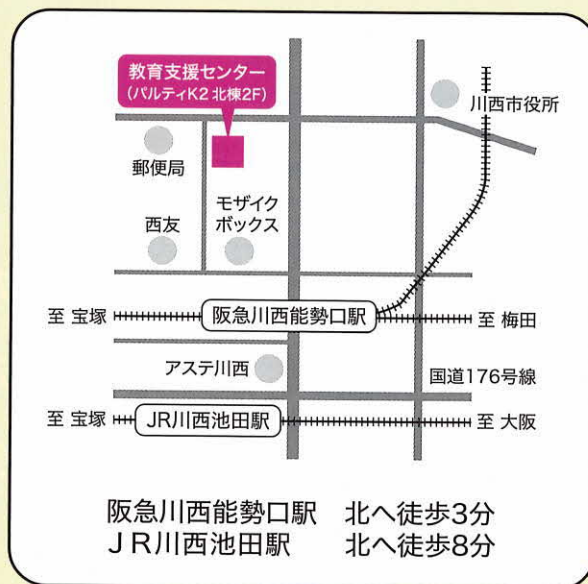 教育支援センター
(パルティK2 北棟2F)
川西市役所
郵便局
モザイク
ボックス
西友
至 宝塚
阪急川西能勢口駅
至 梅田
アステ川西
国道176号線
至 宝塚
JR川西池田駅
至 大阪
阪急川西能勢口駅 北へ徒歩3分
JR川西池田駅 北へ徒歩8分